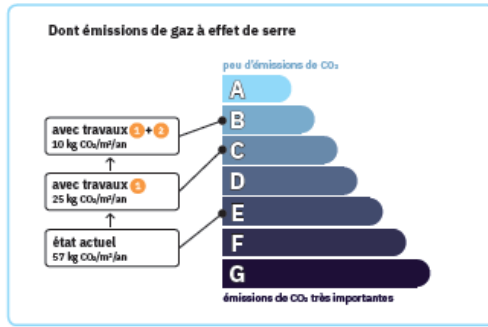 Dont émissions de gaz à effet de serre
peu d'émissions de CO₂
A
avec travaux 1 + 2
10 kg CO₂/m²/an
B
C
avec travaux 1
25 kg CO₂/m²/an
D
E
état actuel
57 kg CO₂/m²/an
F
G
émissions de CO₂ très importantes